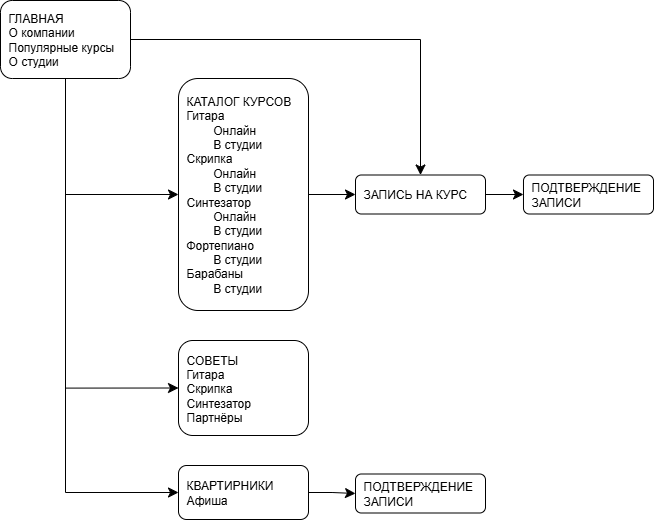 ГЛАВНАЯ
О компании
Популярные курсы
О студии
КАТАЛОГ КУРСОВ
Гитара
Онлайн
В студии
Скрипка
Онлайн
В студии
Синтезатор
Онлайн
В студии
Фортепиано
В студии
Барабаны
В студии
ЗАПИСЬ НА КУРС
ПОДТВЕРЖДЕНИЕ
ЗАПИСИ
СОВЕТЫ
Гитара
Скрипка
Синтезатор
Партнёры
КВАРТИРНИКИ
Афиша
ПОДТВЕРЖДЕНИЕ
ЗАПИСИ